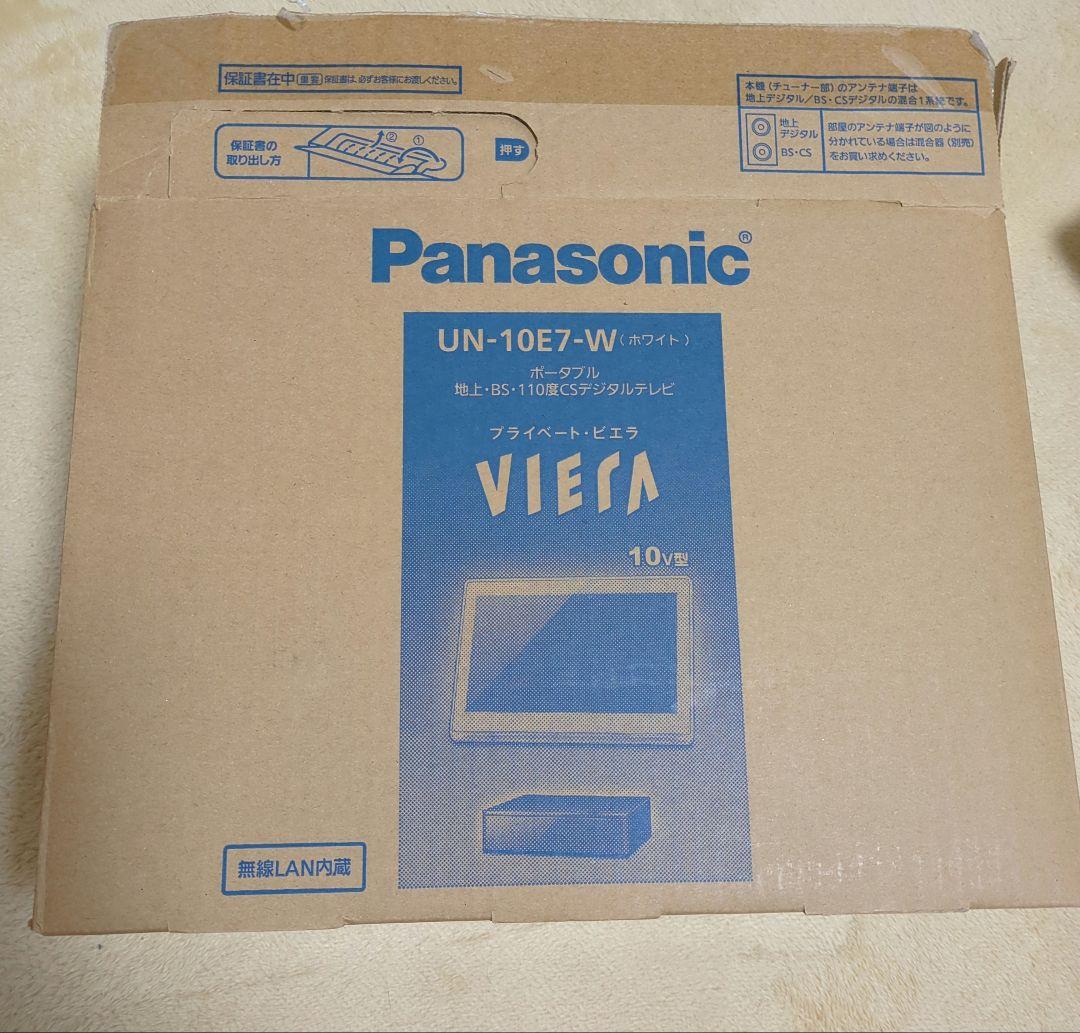 保証書在中 重要 保証書は、必ずお客様にお渡しください。
保証書の
取り出し方
② ①
押す
本機(チューナー部)のアンテナ端子は
地上デジタル/BS・CSデジタルの混合1系統です。
地上
デジタル
BS・CS
部屋のアンテナ端子が図のように
分かれている場合は混合器(別売)
をお買い求めください。
Panasonic®
UN-10E7-W(ホワイト)
ポータブル
地上・BS・110度CSデジタルテレビ
プライベート・ビエラ
VIERA
10V型
無線LAN内蔵